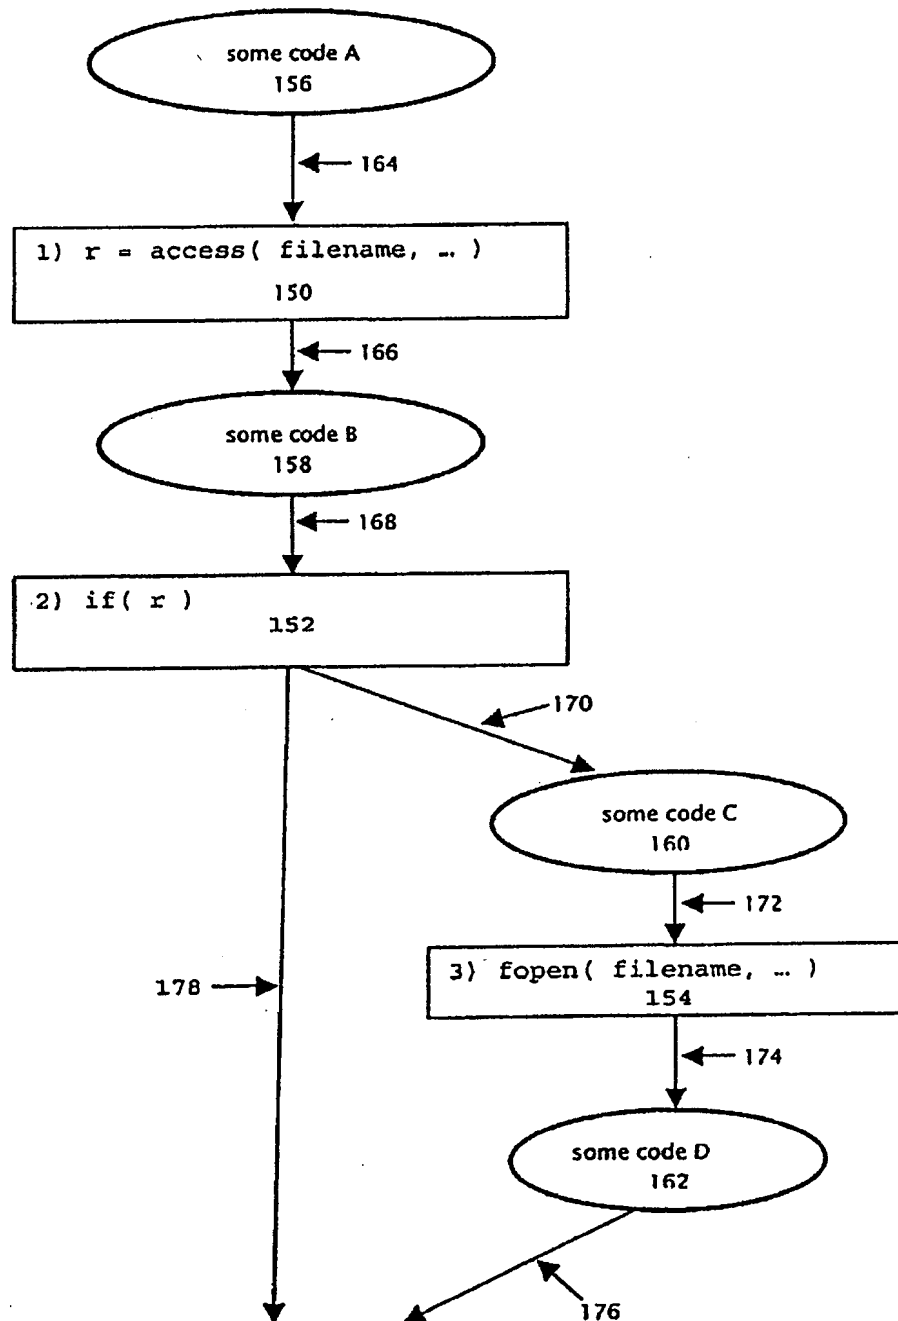 some code A
156
164
1) r = access( filename, … )
150
166
some code B
158
168
2) if( r )
152
170
some code C
160
172
3) fopen( filename, … )
154
178
174
some code D
162
176